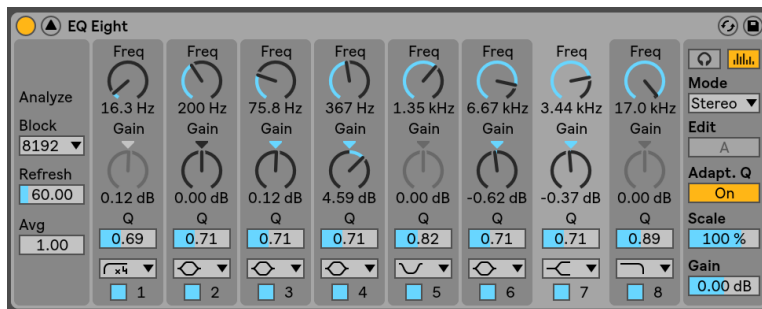 EQ Eight
Freq Freq Freq Freq Freq Freq Freq Freq
16.3 Hz 200 Hz 75.8 Hz 367 Hz 1.35 kHz 6.67 kHz 3.44 kHz 17.0 kHz
Gain Gain Gain Gain Gain Gain Gain Gain
0.12 dB 0.00 dB 0.12 dB 4.59 dB 0.00 dB -0.62 dB -0.37 dB 0.00 dB
Q Q Q Q Q Q Q Q
0.69 0.71 0.71 0.71 0.82 0.71 0.71 0.89
x4
1 2 3 4 5 6 7 8
Analyze
Block
8192
Refresh
60.00
Avg
1.00
Mode
Stereo
Edit
A
Adapt. Q
On
Scale
100 %
Gain
0.00 dB